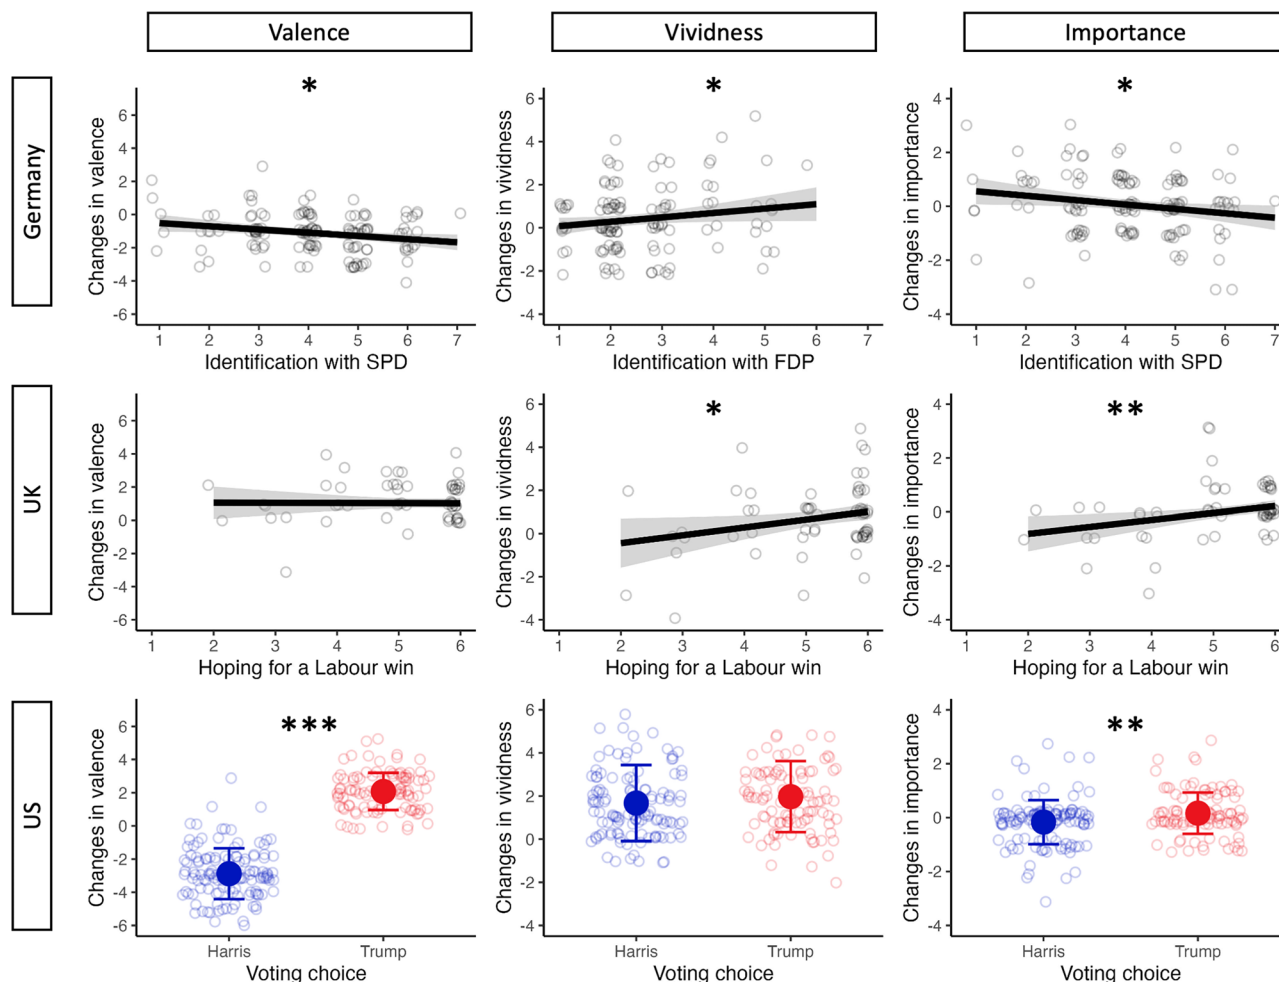 Valence
Vividness
Importance
Germany
*
Changes in valence
6
4
2
0
-2
-4
-6
1 2 3 4 5 6 7
Identification with SPD
*
Changes in vividness
6
4
2
0
-2
-4
1 2 3 4 5 6 7
Identification with FDP
*
Changes in importance
4
2
0
-2
-4
1 2 3 4 5 6 7
Identification with SPD
UK
Changes in valence
6
4
2
0
-2
-4
-6
1 2 3 4 5 6
Hoping for a Labour win
*
Changes in vividness
6
4
2
0
-2
-4
1 2 3 4 5 6
Hoping for a Labour win
**
Changes in importance
4
2
0
-2
-4
1 2 3 4 5 6
Hoping for a Labour win
US
***
Changes in valence
6
4
2
0
-2
-4
-6
Harris Trump
Voting choice
Changes in vividness
6
4
2
0
-2
-4
Harris Trump
Voting choice
**
Changes in importance
4
2
0
-2
-4
Harris Trump
Voting choice